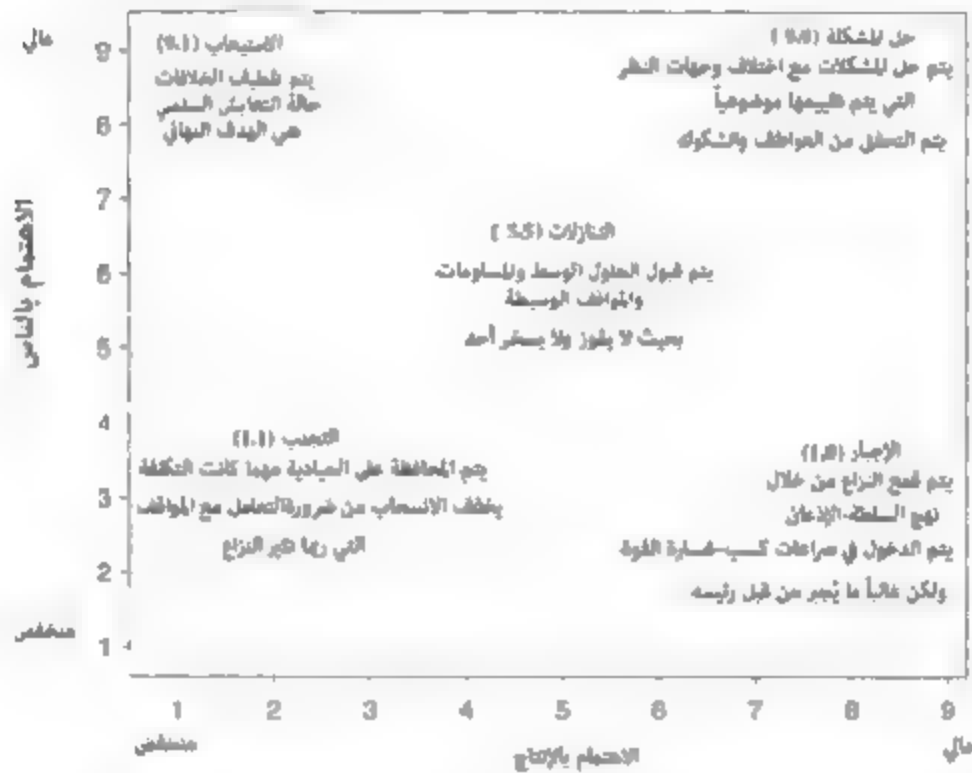 عالي
9
8
7
6
5
4
3
2
1
منخفض
الاهتمام بالناس
الاستيعاب (9.1)
يتم تلطيف الخلافات
حالة التعايش السلمي
هي الهدف النهائي
حل المشكلة (9.9)
يتم حل المشكلات مع اختلاف وجهات النظر
التي يتم تقييمها موضوعياً
يتم التحقق من العواطف والشكوك
التنازلات (5.5)
يتم قبول الحلول الوسط والمساومات
والمواقف الوسيطة
بحيث لا يفوز ولا يخسر أحد
التجنب (1.1)
يتم المحافظة على الحيادية مهما كانت التكلفة
يخفف الانسحاب من ضرورة التعامل مع المواقف
التي ربما تثير النزاع
الإجبار (1,9)
يتم قمع النزاع من خلال
نهج السلطة-الإذعان
يتم الدخول في صراعات كسب-خسارة القوة
ولكن غالباً ما يُجبر من قبل رئيسه
1 2 3 4 5 6 7 8 9
منخفض
الاهتمام بالإنتاج
عالي